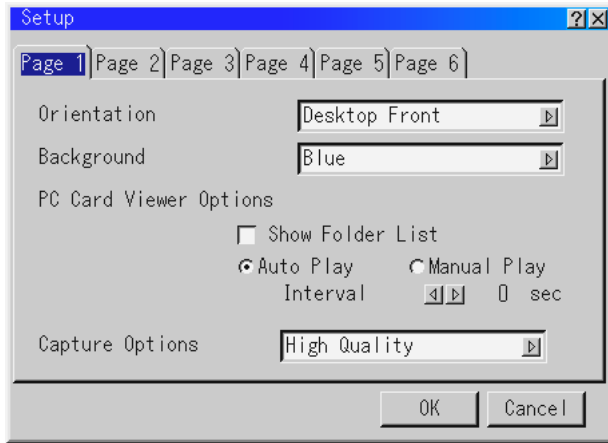 Setup
Page 1 Page 2 Page 3 Page 4 Page 5 Page 6
Orientation Desktop Front
Background Blue
PC Card Viewer Options
Show Folder List
Auto Play Manual Play
Interval 0 sec
Capture Options High Quality
OK Cancel